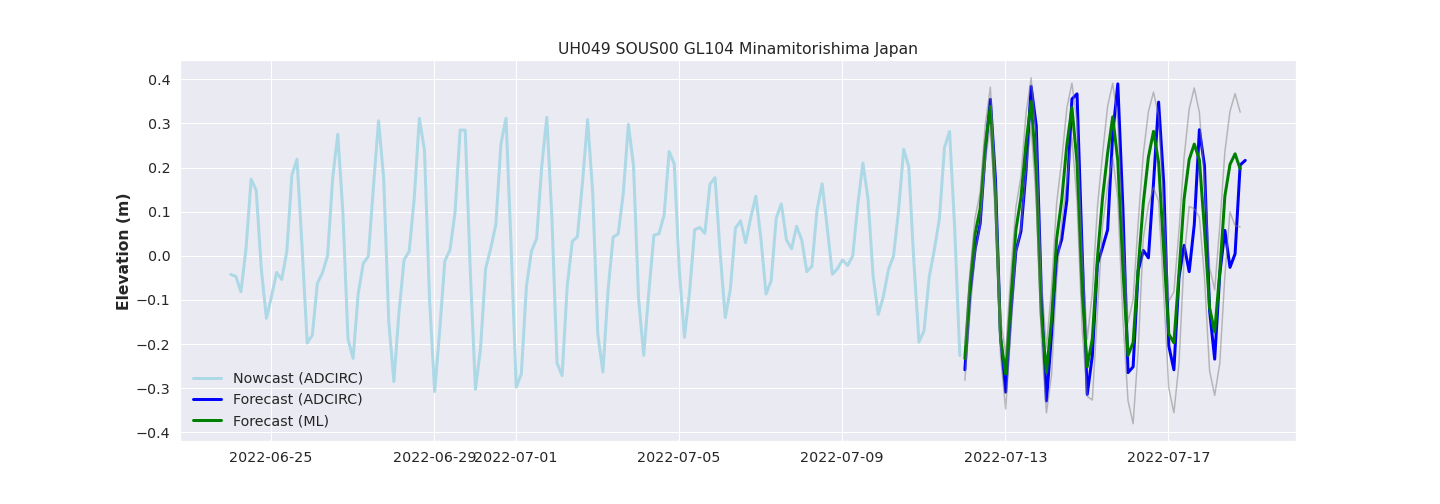 UH049 SOUS00 GL104 Minamitorishima Japan
Elevation (m)
0.4
0.3
0.2
0.1
0.0
−0.1
−0.2
−0.3
−0.4
Nowcast (ADCIRC)
Forecast (ADCIRC)
Forecast (ML)
2022-06-25 2022-06-29 2022-07-01 2022-07-05 2022-07-09 2022-07-13 2022-07-17